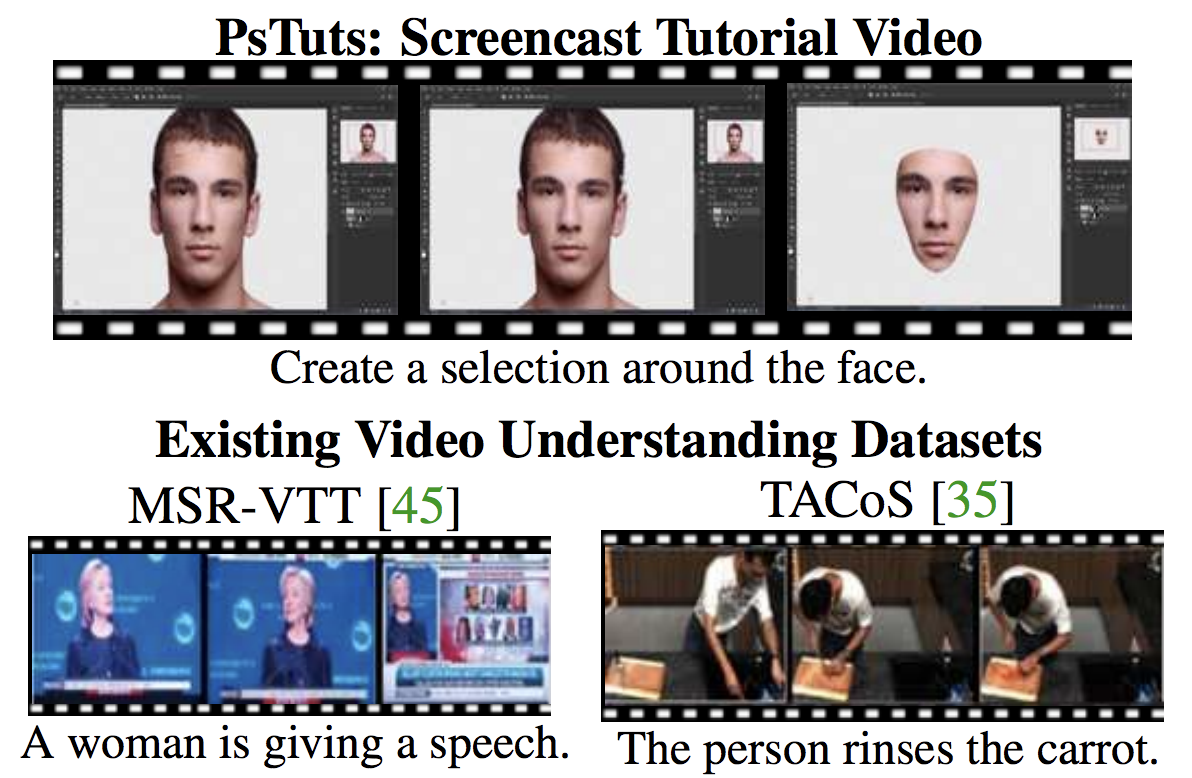 PsTuts: Screencast Tutorial Video
Create a selection around the face.
Existing Video Understanding Datasets
MSR-VTT [45]
TACoS [35]
A woman is giving a speech.
The person rinses the carrot.